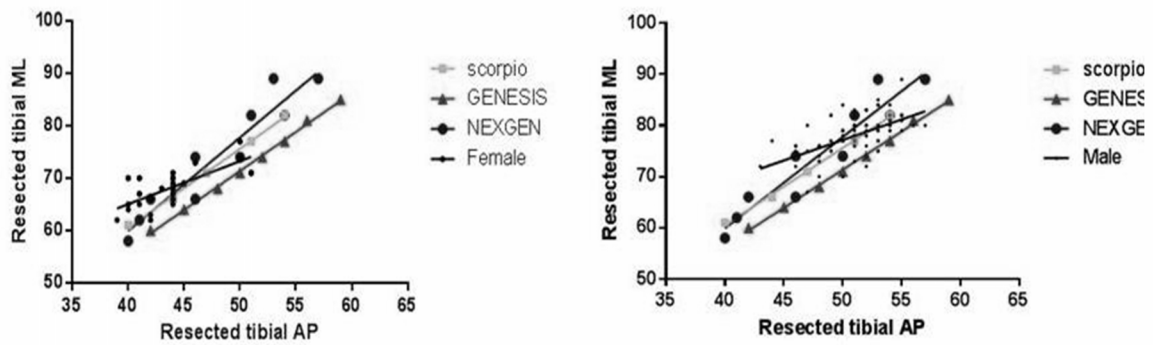 100
90
80
70
60
50
Resected tibial ML
35 40 45 50 55 60 65
Resected tibial AP
scorpio
GENESIS
NEXGEN
Female
100
90
80
70
60
50
Resected tibial ML
35 40 45 50 55 60 65
Resected tibial AP
scorpio
GENES
NEXGE
Male